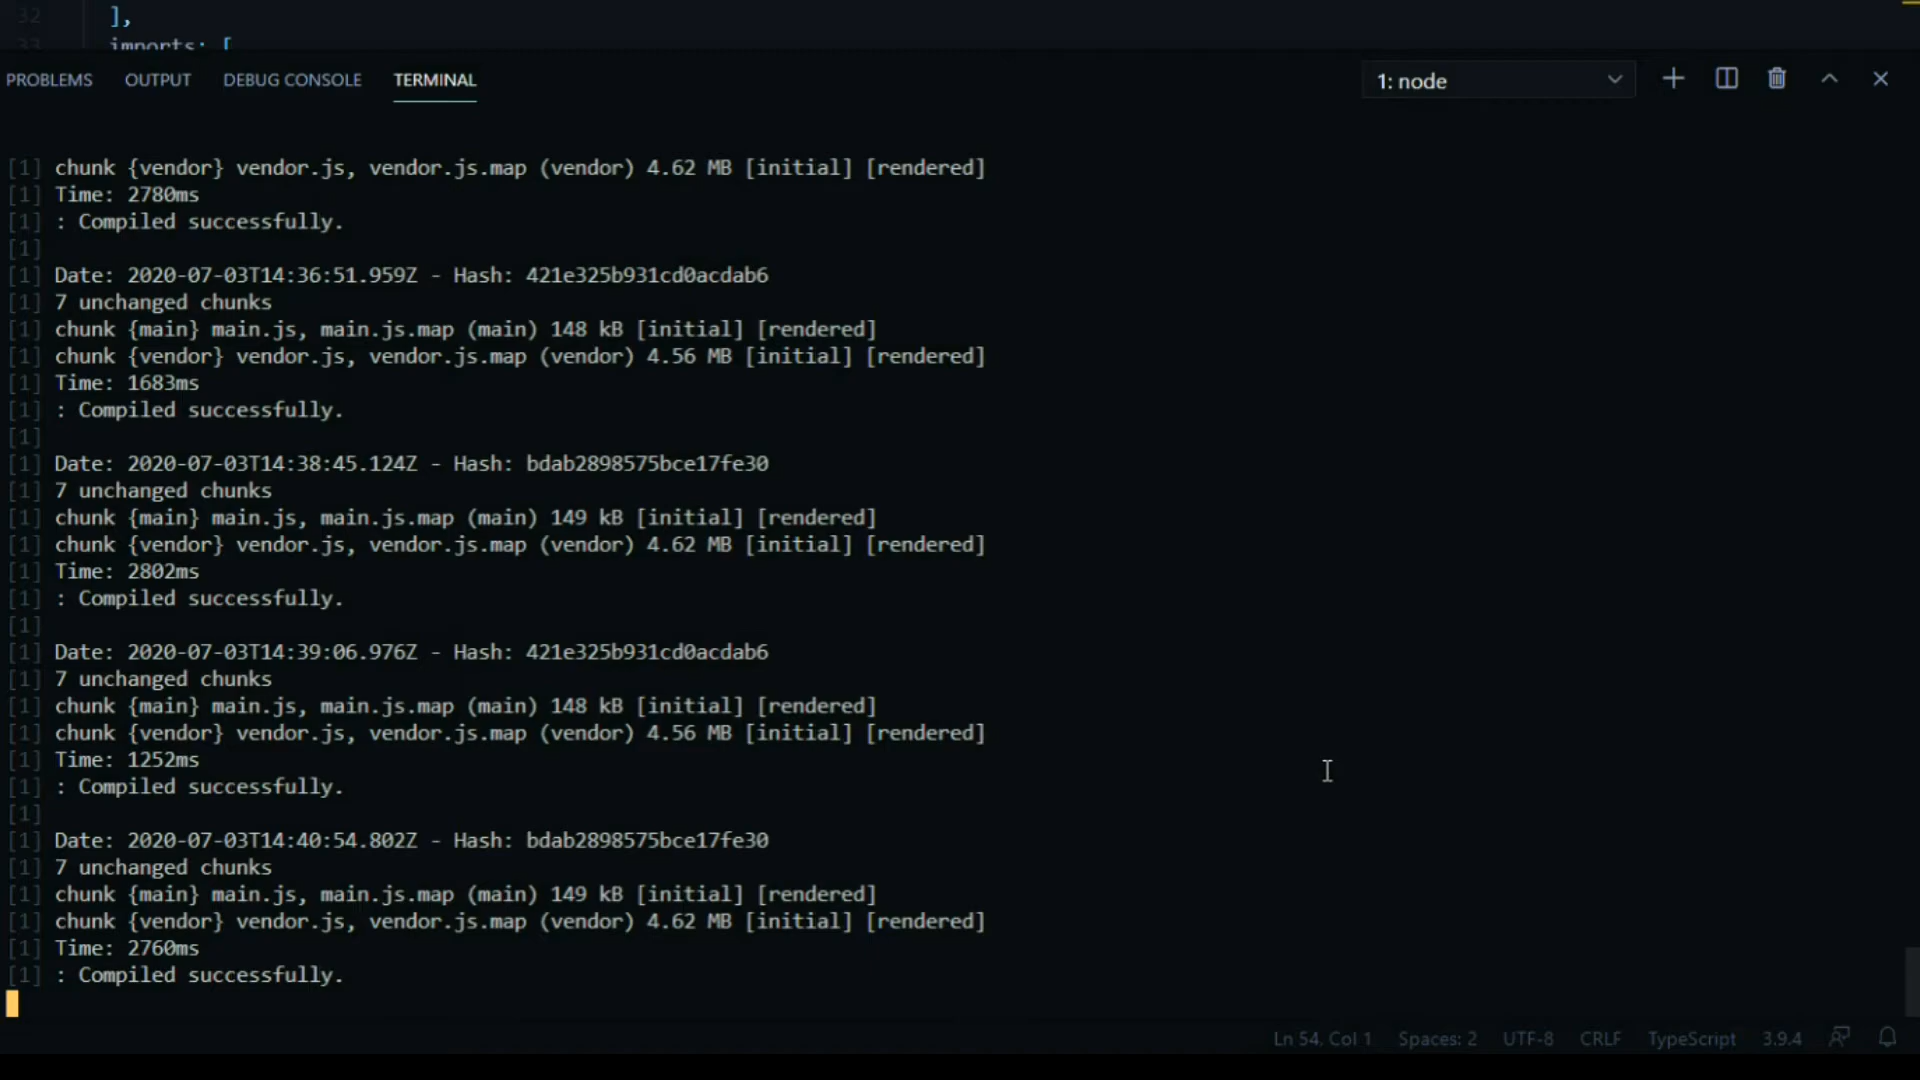 32 ],
33 imports: [
PROBLEMS OUTPUT DEBUG CONSOLE TERMINAL 1: node
[1] chunk {vendor} vendor.js, vendor.js.map (vendor) 4.62 MB [initial] [rendered]
[1] Time: 2780ms
[1] : Compiled successfully.
[1]
[1] Date: 2020-07-03T14:36:51.959Z - Hash: 421e325b931cd0acdab6
[1] 7 unchanged chunks
[1] chunk {main} main.js, main.js.map (main) 148 kB [initial] [rendered]
[1] chunk {vendor} vendor.js, vendor.js.map (vendor) 4.56 MB [initial] [rendered]
[1] Time: 1683ms
[1] : Compiled successfully.
[1]
[1] Date: 2020-07-03T14:38:45.124Z - Hash: bdab2898575bce17fe30
[1] 7 unchanged chunks
[1] chunk {main} main.js, main.js.map (main) 149 kB [initial] [rendered]
[1] chunk {vendor} vendor.js, vendor.js.map (vendor) 4.62 MB [initial] [rendered]
[1] Time: 2802ms
[1] : Compiled successfully.
[1]
[1] Date: 2020-07-03T14:39:06.976Z - Hash: 421e325b931cd0acdab6
[1] 7 unchanged chunks
[1] chunk {main} main.js, main.js.map (main) 148 kB [initial] [rendered]
[1] chunk {vendor} vendor.js, vendor.js.map (vendor) 4.56 MB [initial] [rendered]
[1] Time: 1252ms
[1] : Compiled successfully.
[1]
[1] Date: 2020-07-03T14:40:54.802Z - Hash: bdab2898575bce17fe30
[1] 7 unchanged chunks
[1] chunk {main} main.js, main.js.map (main) 149 kB [initial] [rendered]
[1] chunk {vendor} vendor.js, vendor.js.map (vendor) 4.62 MB [initial] [rendered]
[1] Time: 2760ms
[1] : Compiled successfully.
Ln 54, Col 1 Spaces: 2 UTF-8 CRLF TypeScript 3.9.4